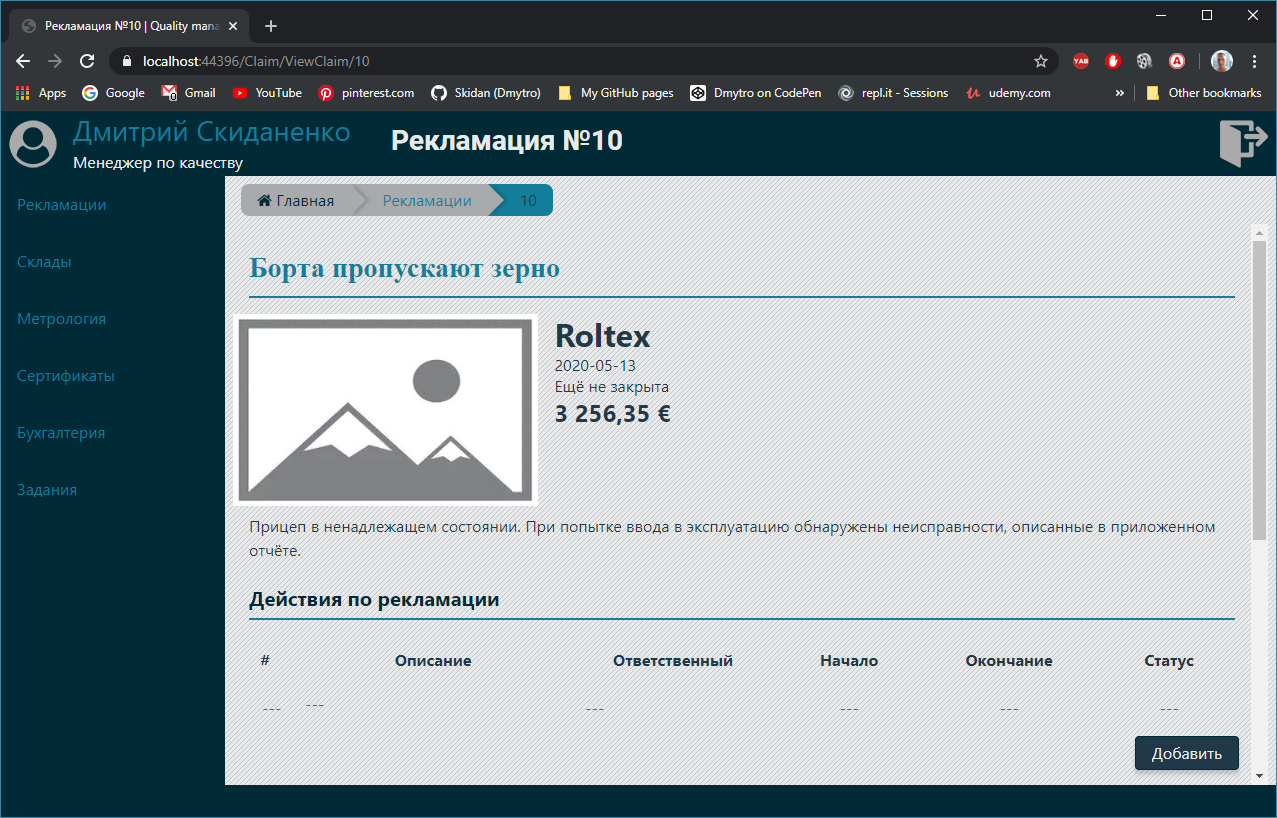 Рекламация №10 | Quality mana
localhost:44396/Claim/ViewClaim/10
YAB
A
Apps Google Gmail YouTube pinterest.com Skidan (Dmytro) My GitHub pages Dmytro on CodePen repl.it - Sessions udemy.com » Other bookmarks
Дмитрий Скиданенко
Менеджер по качеству
Рекламация №10
Рекламации
Склады
Метрология
Сертификаты
Бухгалтерия
Задания
Главная Рекламации 10
Борта пропускают зерно
Roltex
2020-05-13
Ещё не закрыта
3 256,35 €
Прицеп в ненадлежащем состоянии. При попытке ввода в эксплуатацию обнаружены неисправности, описанные в приложенном
отчёте.
Действия по рекламации
# Описание Ответственный Начало Окончание Статус
--- --- --- --- --- ---
Добавить